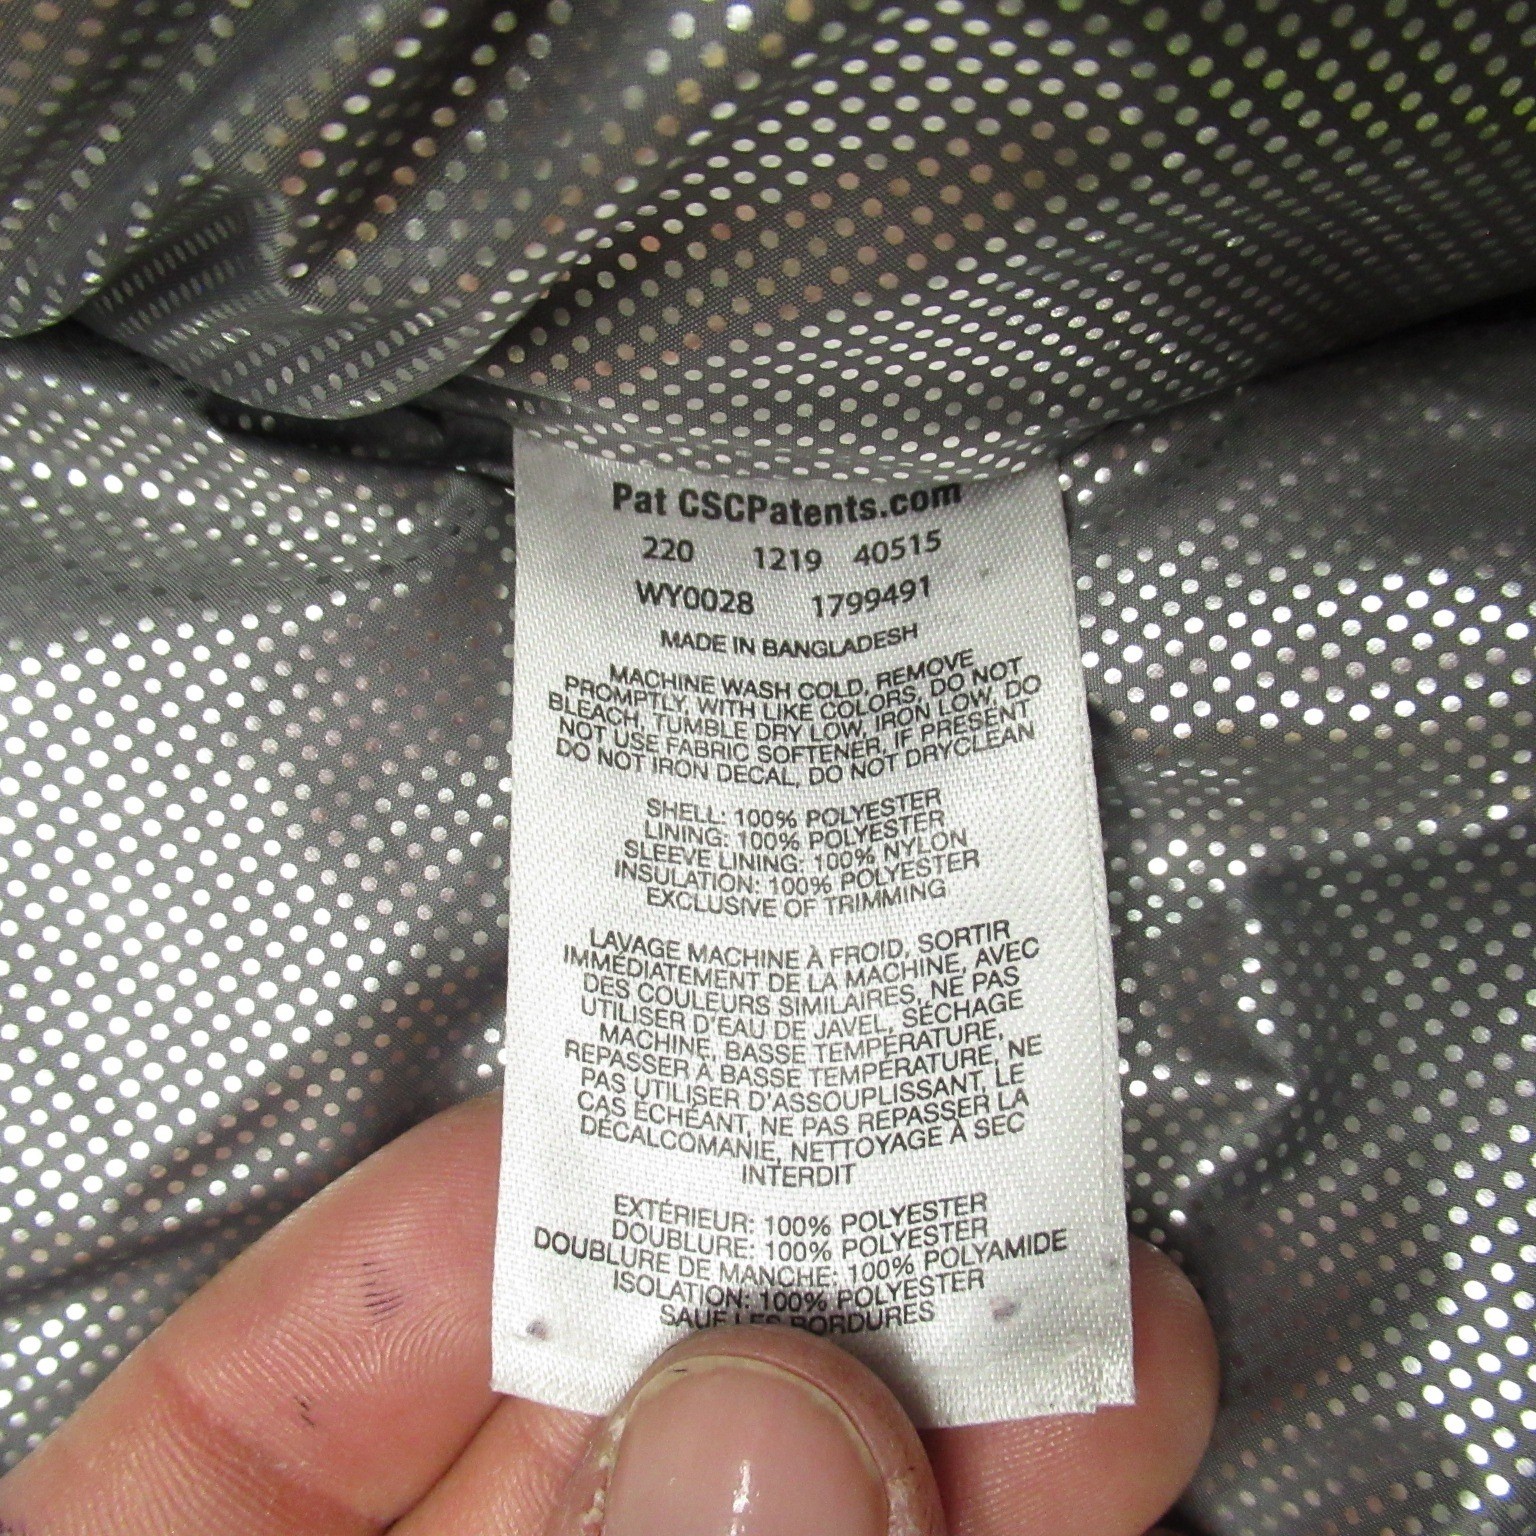 Pat CSCPatents.com
220 1219 40515
WY0028 1799491
MADE IN BANGLADESH
MACHINE WASH COLD, REMOVE
PROMPTLY, WITH LIKE COLORS, DO NOT
BLEACH, TUMBLE DRY LOW, IRON LOW, DO
NOT USE FABRIC SOFTENER, IF PRESENT
DO NOT IRON DECAL, DO NOT DRYCLEAN
SHELL: 100% POLYESTER
LINING: 100% POLYESTER
SLEEVE LINING: 100% NYLON
INSULATION: 100% POLYESTER
EXCLUSIVE OF TRIMMING
LAVAGE MACHINE À FROID, SORTIR
IMMÉDIATEMENT DE LA MACHINE, AVEC
DES COULEURS SIMILAIRES, NE PAS
UTILISER D'EAU DE JAVEL, SÉCHAGE
MACHINE, BASSE TEMPÉRATURE,
REPASSER À BASSE TEMPÉRATURE, NE
PAS UTILISER D'ASSOUPLISSANT, LE
CAS ÉCHÉANT, NE PAS REPASSER LA
DÉCALCOMANIE, NETTOYAGE À SEC
INTERDIT
EXTÉRIEUR: 100% POLYESTER
DOUBLURE: 100% POLYESTER
DOUBLURE DE MANCHE: 100% POLYAMIDE
ISOLATION: 100% POLYESTER
SAUF LES BORDURES